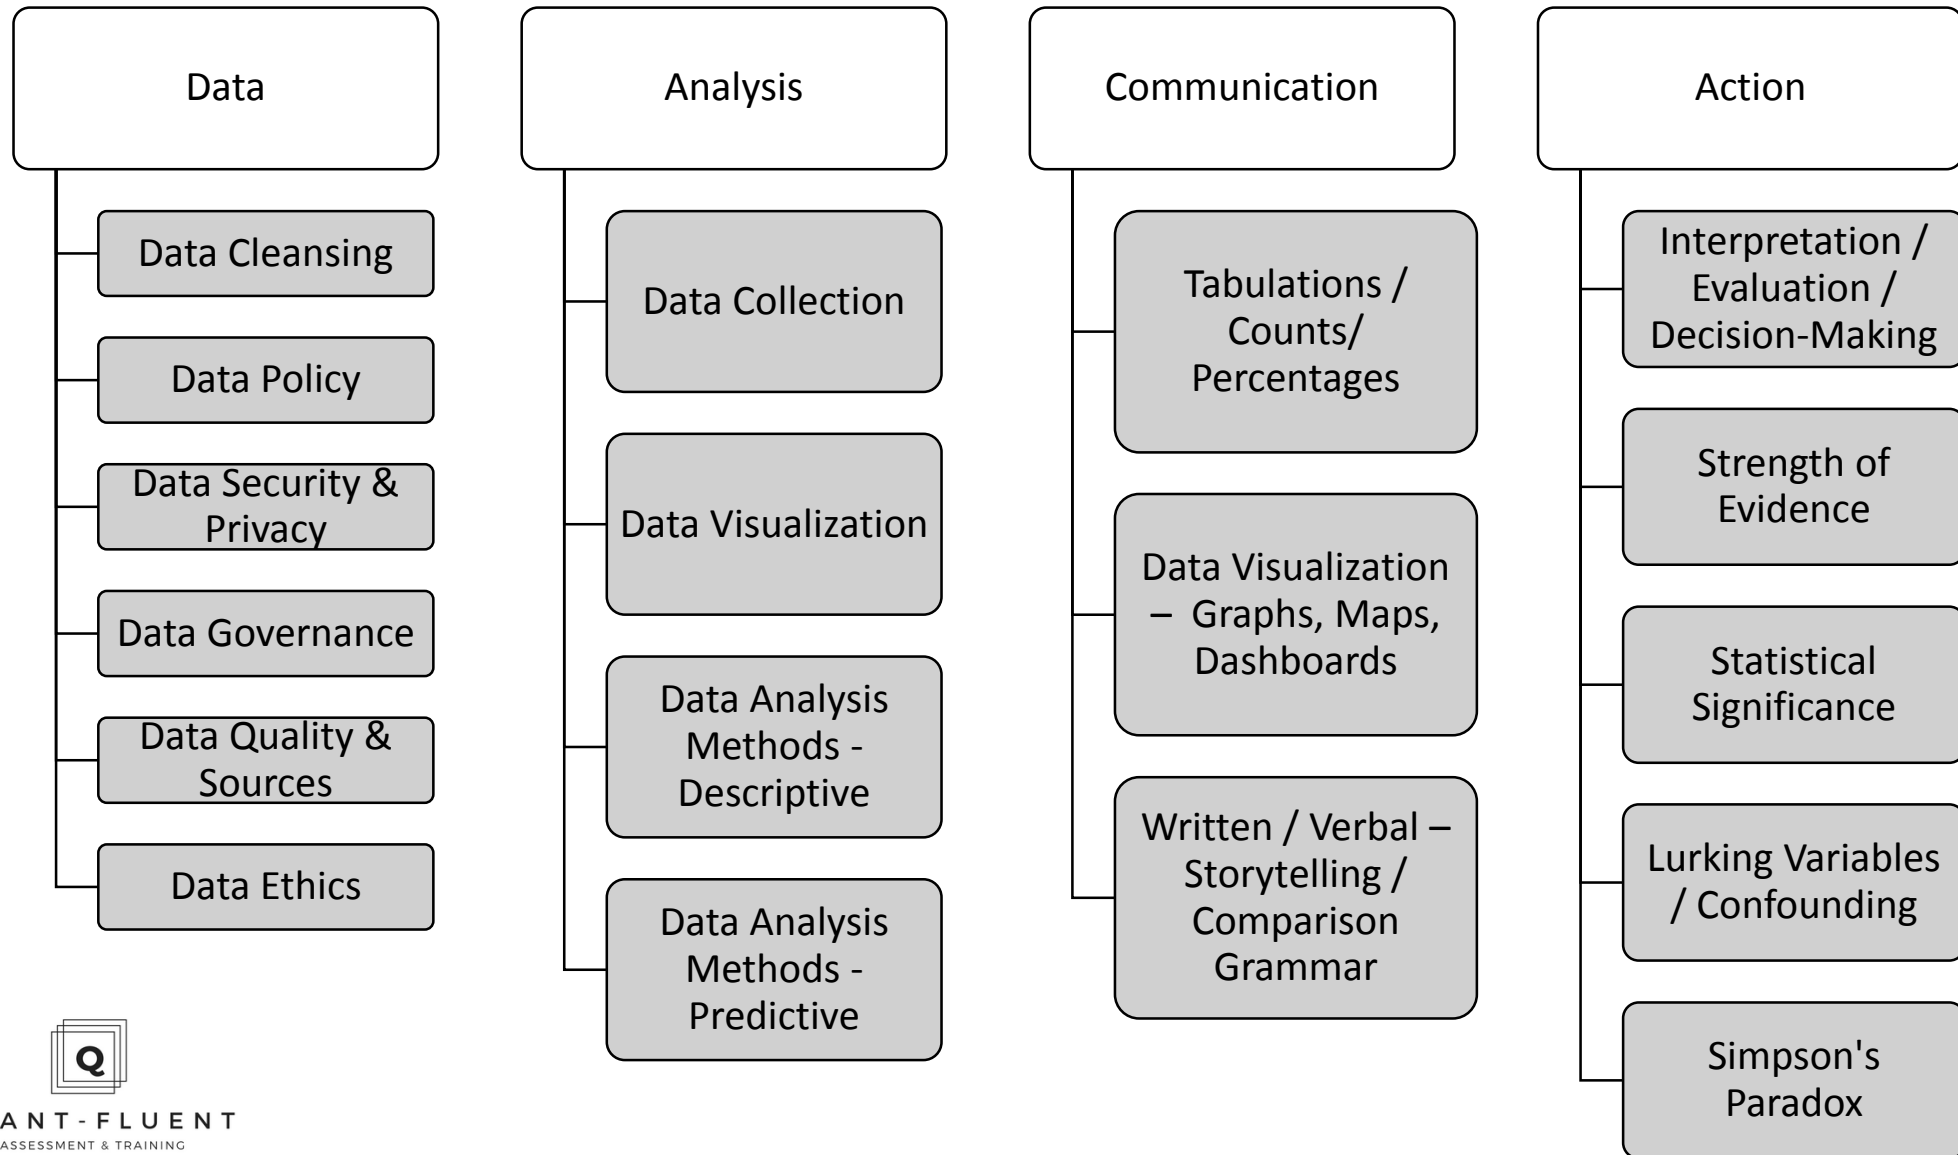 Data
Data Cleansing
Data Policy
Data Security &
Privacy
Data Governance
Data Quality &
Sources
Data Ethics
Analysis
Data Collection
Data Visualization
Data Analysis
Methods -
Descriptive
Data Analysis
Methods -
Predictive
Communication
Tabulations /
Counts/
Percentages
Data Visualization
– Graphs, Maps,
Dashboards
Written / Verbal –
Storytelling /
Comparison
Grammar
Action
Interpretation /
Evaluation /
Decision-Making
Strength of
Evidence
Statistical
Significance
Lurking Variables
/ Confounding
Simpson's
Paradox
Q
ANT-FLUENT
ASSESSMENT & TRAINING